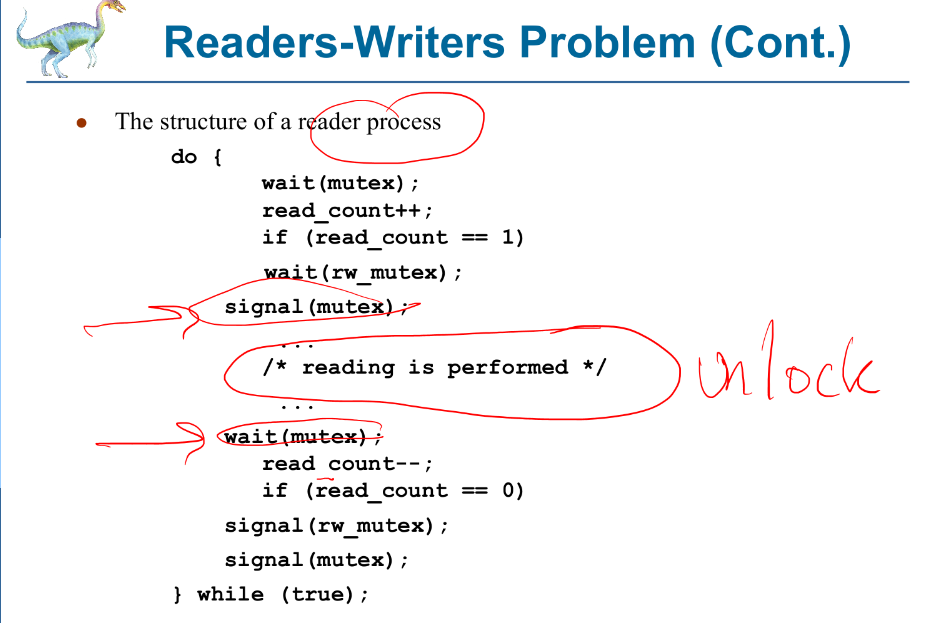 Readers-Writers Problem (Cont.)
• The structure of a reader process
do {
wait(mutex);
read_count++;
if (read_count == 1)
wait(rw_mutex);
signal(mutex);
...
/* reading is performed */
unlock
...
wait(mutex);
read count--;
if (read_count == 0)
signal(rw_mutex);
signal(mutex);
} while (true);